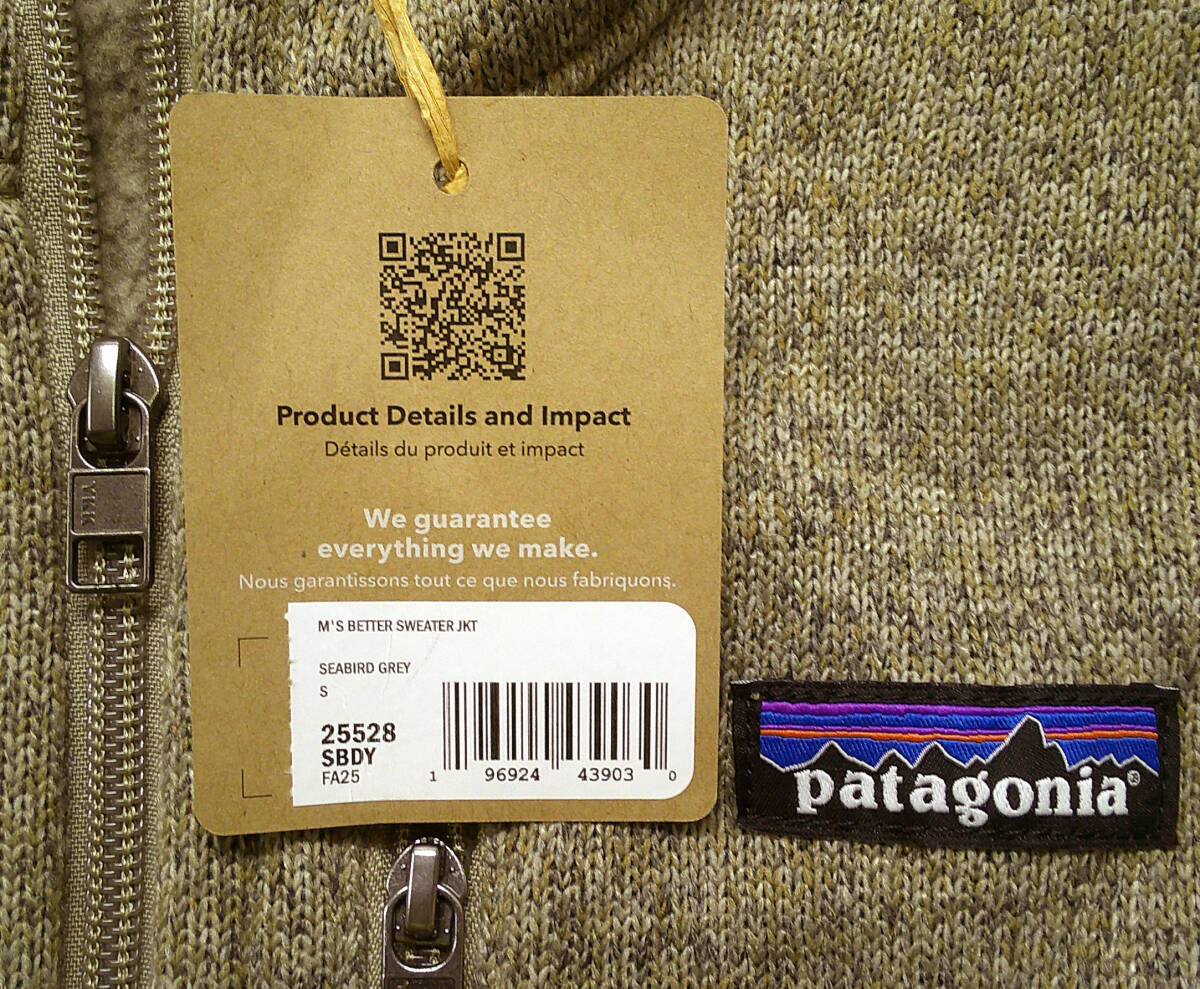 Product Details and Impact
Détails du produit et impact
We guarantee
everything we make.
Nous garantissons tout ce que nous fabriquons.
M'S BETTER SWEATER JKT
SEABIRD GREY
S
25528
SBDY
FA25
1 96924 43903 0
YKK
patagonia®